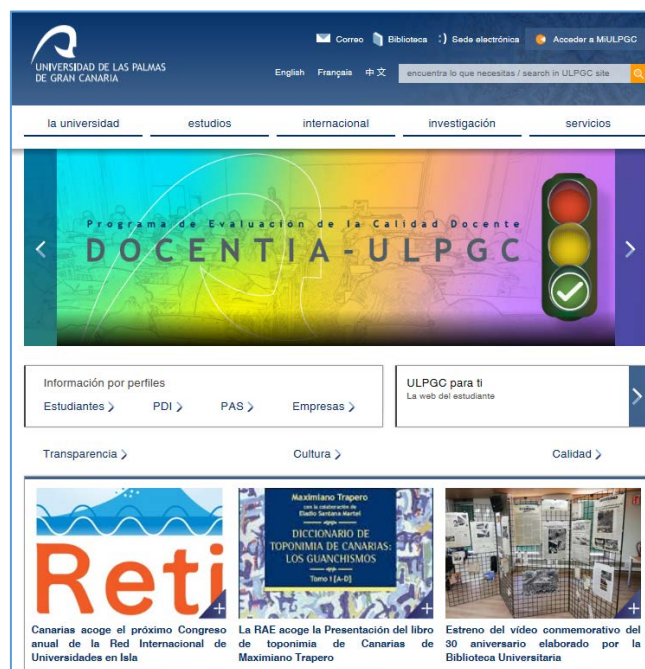 Correo Biblioteca :) Sede electrónica Acceder a MiULPGC
UNIVERSIDAD DE LAS PALMAS
DE GRAN CANARIA
English Français 中文 encuentra lo que necesitas / search in ULPGC site
la universidad estudios internacional investigación servicios
Programa de Evaluación de la Calidad Docente
DOCENTIA-ULPGC
Información por perfiles
Estudiantes PDI PAS Empresas
ULPGC para ti
La web del estudiante
Transparencia Cultura Calidad
Reti
Maximiano Trapero
con la colaboración de
Eladio Santana Martel
DICCIONARIO DE
TOPONIMIA DE CANARIAS:
LOS GUANCHISMOS
Tomo I [A-D]
Canarias acoge el próximo Congreso
anual de la Red Internacional de
Universidades en Isla
La RAE acoge la Presentación del libro
de toponimia de Canarias de
Maximiano Trapero
Estreno del vídeo conmemorativo del
30 aniversario elaborado por la
Biblioteca Universitaria